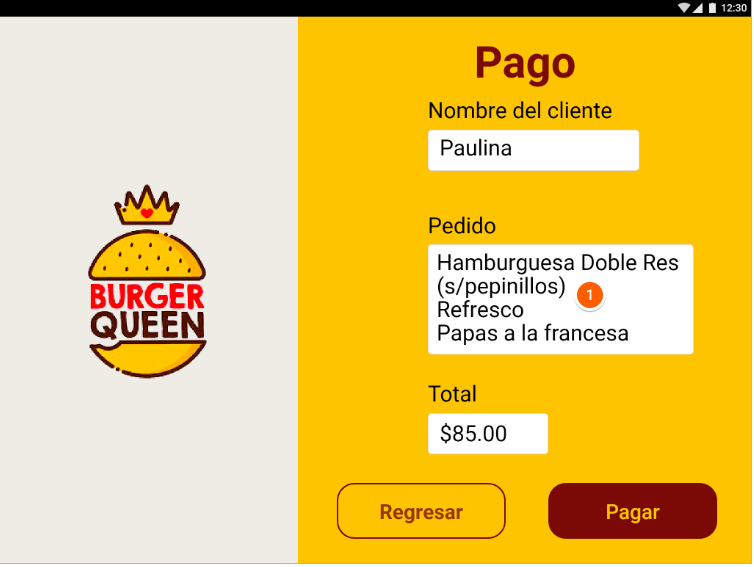 12:30
BURGER
QUEEN
Pago
Nombre del cliente
Paulina
Pedido
Hamburguesa Doble Res
(s/pepinillos)
1
Refresco
Papas a la francesa
Total
$85.00
Regresar
Pagar